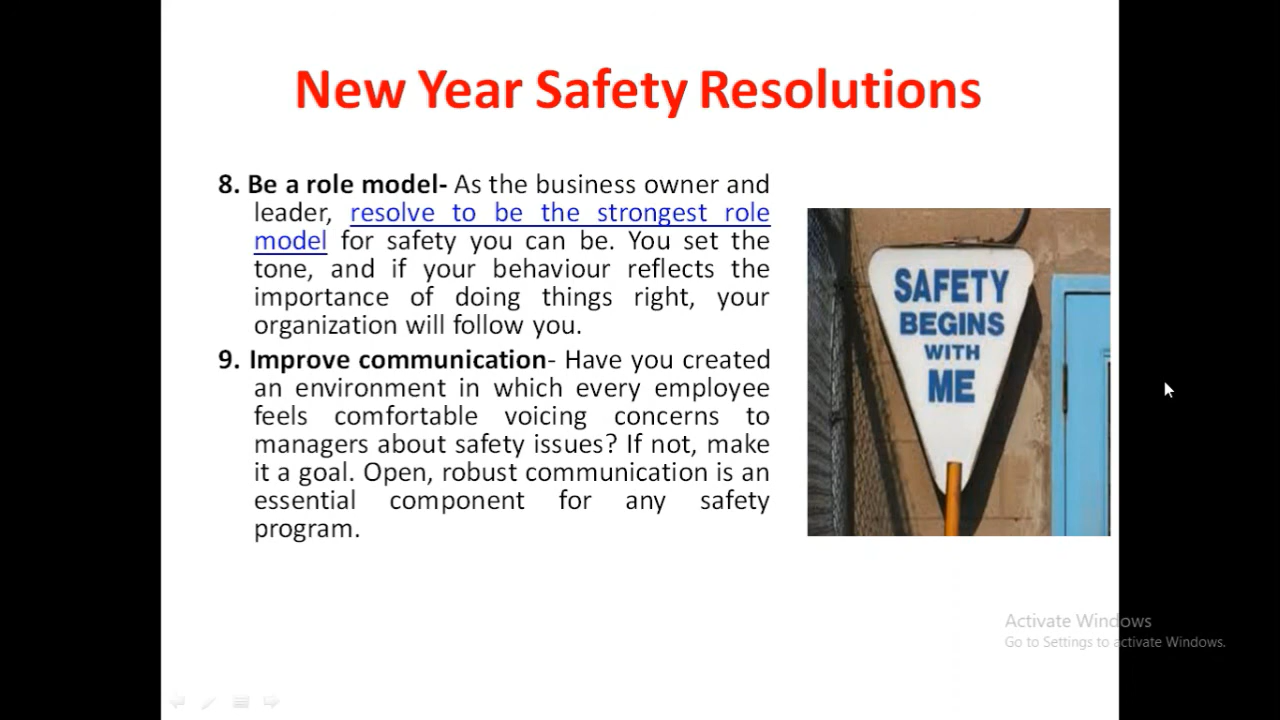 New Year Safety Resolutions
8. Be a role model- As the business owner and
leader, resolve to be the strongest role
model for safety you can be. You set the
tone, and if your behaviour reflects the
importance of doing things right, your
organization will follow you.
9. Improve communication- Have you created
an environment in which every employee
feels comfortable voicing concerns to
managers about safety issues? If not, make
it a goal. Open, robust communication is an
essential component for any safety
program.
SAFETY
BEGINS
WITH
ME
Activate Windows
Go to Settings to activate Windows.